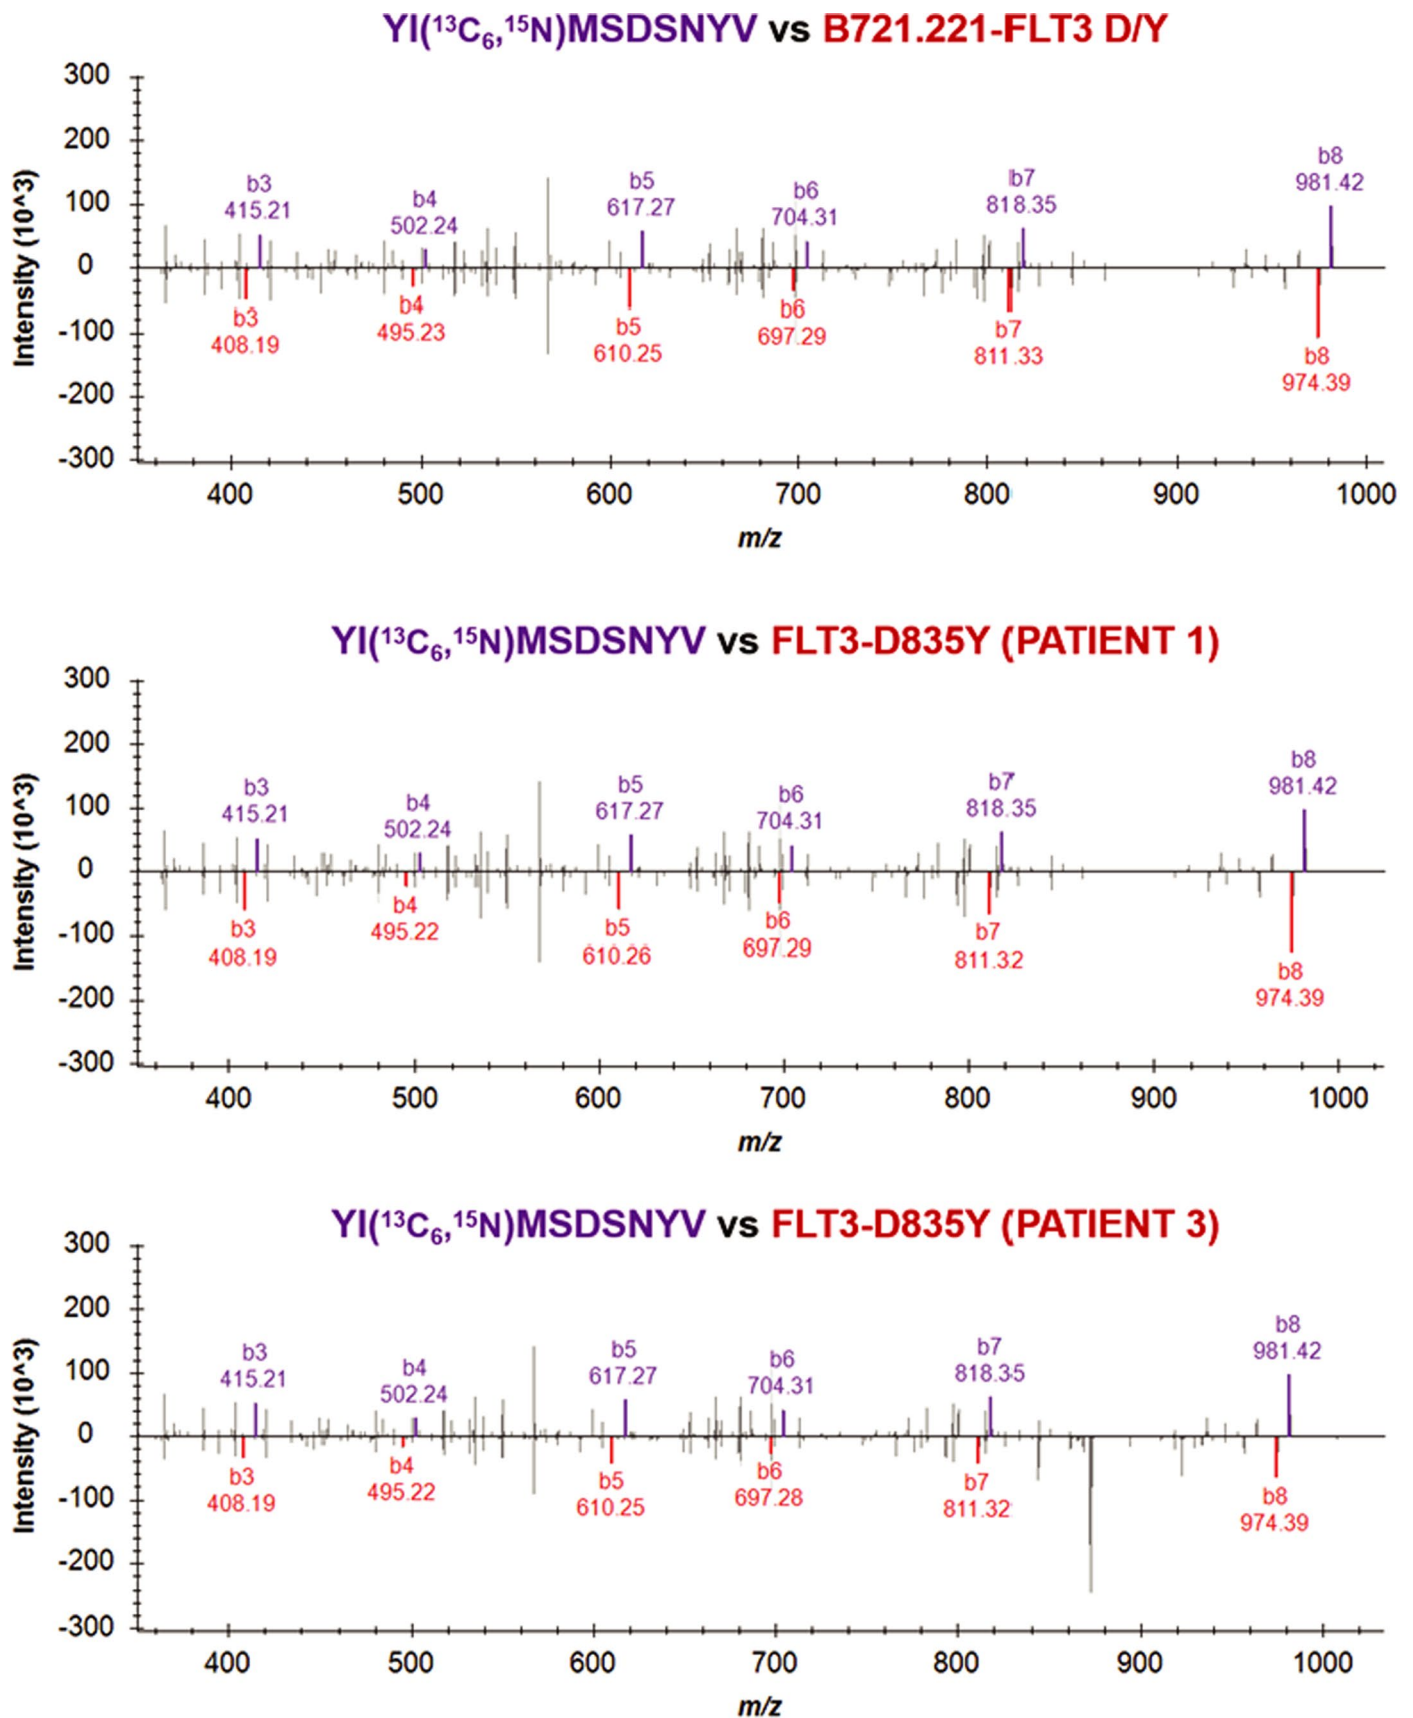 YI(¹³C₆,¹⁵N)MSDSNYV vs B721.221-FLT3 D/Y
Intensity (10^3)
300
200
100
0
-100
-200
-300
b3
415.21
b4
502.24
b5
617.27
b6
704.31
b7
818.35
b8
981.42
b3
408.19
b4
495.23
b5
610.25
b6
697.29
b7
811.33
b8
974.39
400 500 600 700 800 900 1000
m/z
YI(¹³C₆,¹⁵N)MSDSNYV vs FLT3-D835Y (PATIENT 1)
Intensity (10^3)
300
200
100
0
-100
-200
-300
b3
415.21
b4
502.24
b5
617.27
b6
704.31
b7
818.35
b8
981.42
b3
408.19
b4
495.22
b5
610.26
b6
697.29
b7
811.32
b8
974.39
400 500 600 700 800 900 1000
m/z
YI(¹³C₆,¹⁵N)MSDSNYV vs FLT3-D835Y (PATIENT 3)
Intensity (10^3)
300
200
100
0
-100
-200
-300
b3
415.21
b4
502.24
b5
617.27
b6
704.31
b7
818.35
b8
981.42
b3
408.19
b4
495.22
b5
610.25
b6
697.28
b7
811.32
b8
974.39
400 500 600 700 800 900 1000
m/z